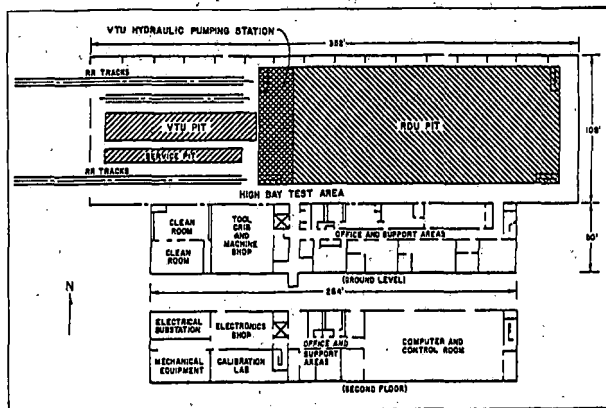 VTU HYDRAULIC PUMPING STATION
352'
RR TRACKS
VTU PIT
RDU PIT
108'
SERVICE PIT
RR TRACKS
HIGH BAY TEST AREA
CLEAN ROOM
TOOL CRIB AND MACHINE SHOP
OFFICE AND SUPPORT AREAS
50'
CLEAN ROOM
(GROUND LEVEL)
264'
N
ELECTRICAL SUBSTATION
ELECTRONICS SHOP
OFFICE AND SUPPORT AREAS
COMPUTER AND CONTROL ROOM
MECHANICAL EQUIPMENT
CALIBRATION LAB
(SECOND FLOOR)